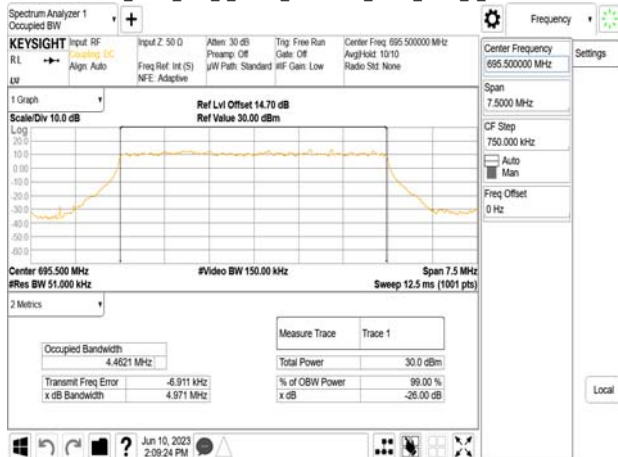 Spectrum Analyzer 1
Occupied BW
+
Frequency
KEYSIGHT
RL
Input: RF
Coupling: DC
Align: Auto
Input Z: 50 Ω
Freq Ref: Int (S)
NFE: Adaptive
Atten: 30 dB
Preamp: Off
µW Path: Standard
Trig: Free Run
Gate: Off
#IF Gain: Low
Center Freq: 695.500000 MHz
Avg|Hold: 10/10
Radio Std: None
Center Frequency
695.500000 MHz
Settings
Span
7.5000 MHz
CF Step
750.000 kHz
Auto
Man
Freq Offset
0 Hz
Local
1 Graph
Scale/Div 10.0 dB
Ref Lvl Offset 14.70 dB
Ref Value 30.00 dBm
Log
20.0
10.0
0.00
-10.0
-20.0
-30.0
-40.0
-50.0
-60.0
Center 695.500 MHz
#Video BW 150.00 kHz
Span 7.5 MHz
#Res BW 51.000 kHz
Sweep 12.5 ms (1001 pts)
2 Metrics
Measure Trace Trace 1
Occupied Bandwidth
4.4621 MHz
Total Power 30.0 dBm
Transmit Freq Error -6.911 kHz
% of OBW Power 99.00 %
x dB Bandwidth 4.971 MHz
x dB -26.00 dB
?
Jun 10, 2023
2:09:24 PM